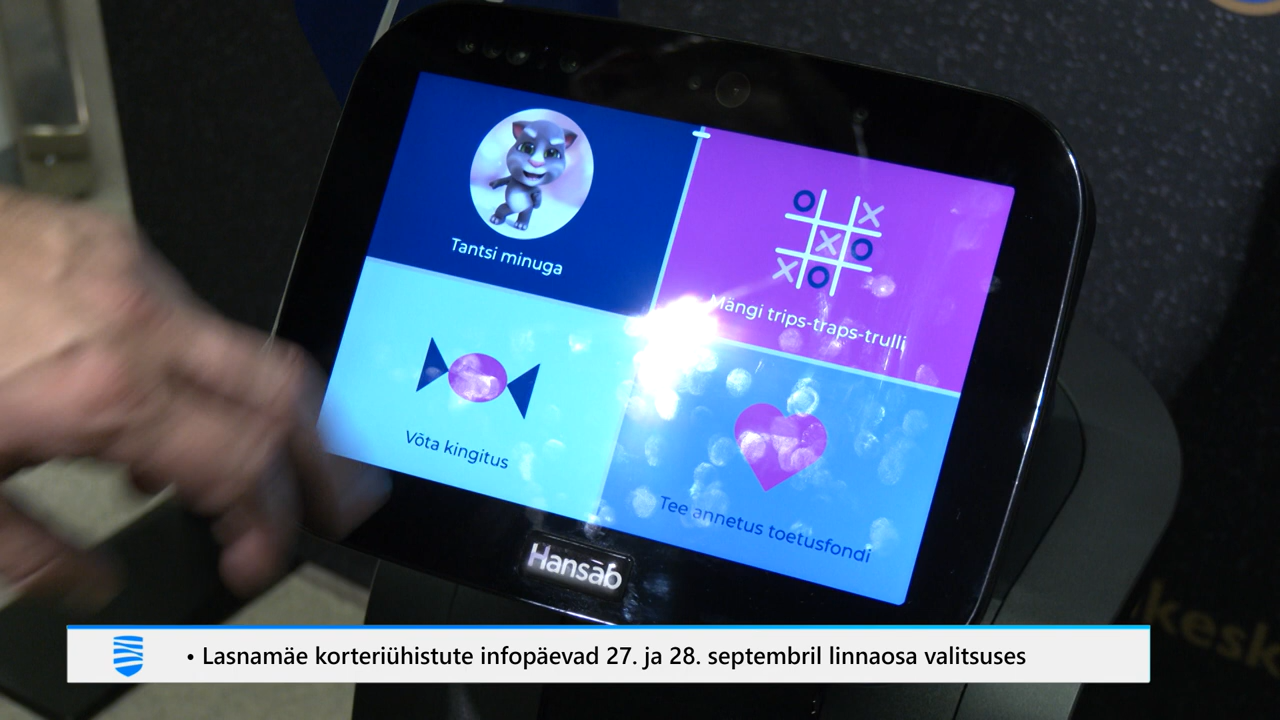 Tantsi minuga
Mängi trips-traps-trulli
Võta kingitus
Tee annetus toetusfondi
Hansab
• Lasnamäe korteriühistute infopäevad 27. ja 28. septembril linnaosa valitsuses